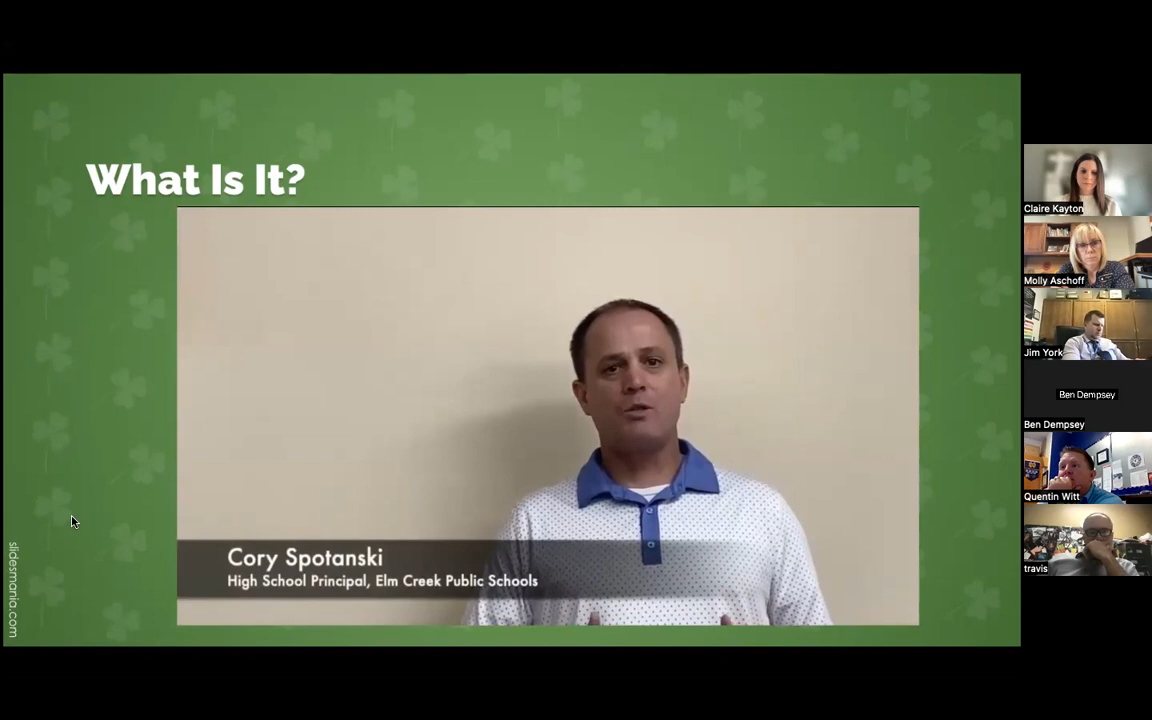 What Is It?
Cory Spotanski
High School Principal, Elm Creek Public Schools
slidesmania.com
Claire Kayton
Molly Aschoff
Jim York
Ben Dempsey
Ben Dempsey
Quentin Witt
travis